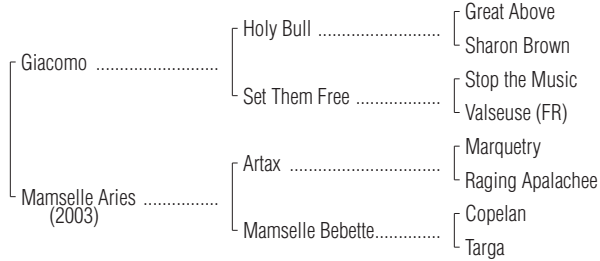 Great Above
Holy Bull ........................
Sharon Brown
Giacomo ........................
Stop the Music
Set Them Free .................
Valseuse (FR)
Marquetry
Artax ..............................
Raging Apalachee
Mamselle Aries ...............
(2003)
Copelan
Mamselle Bebette.............
Targa